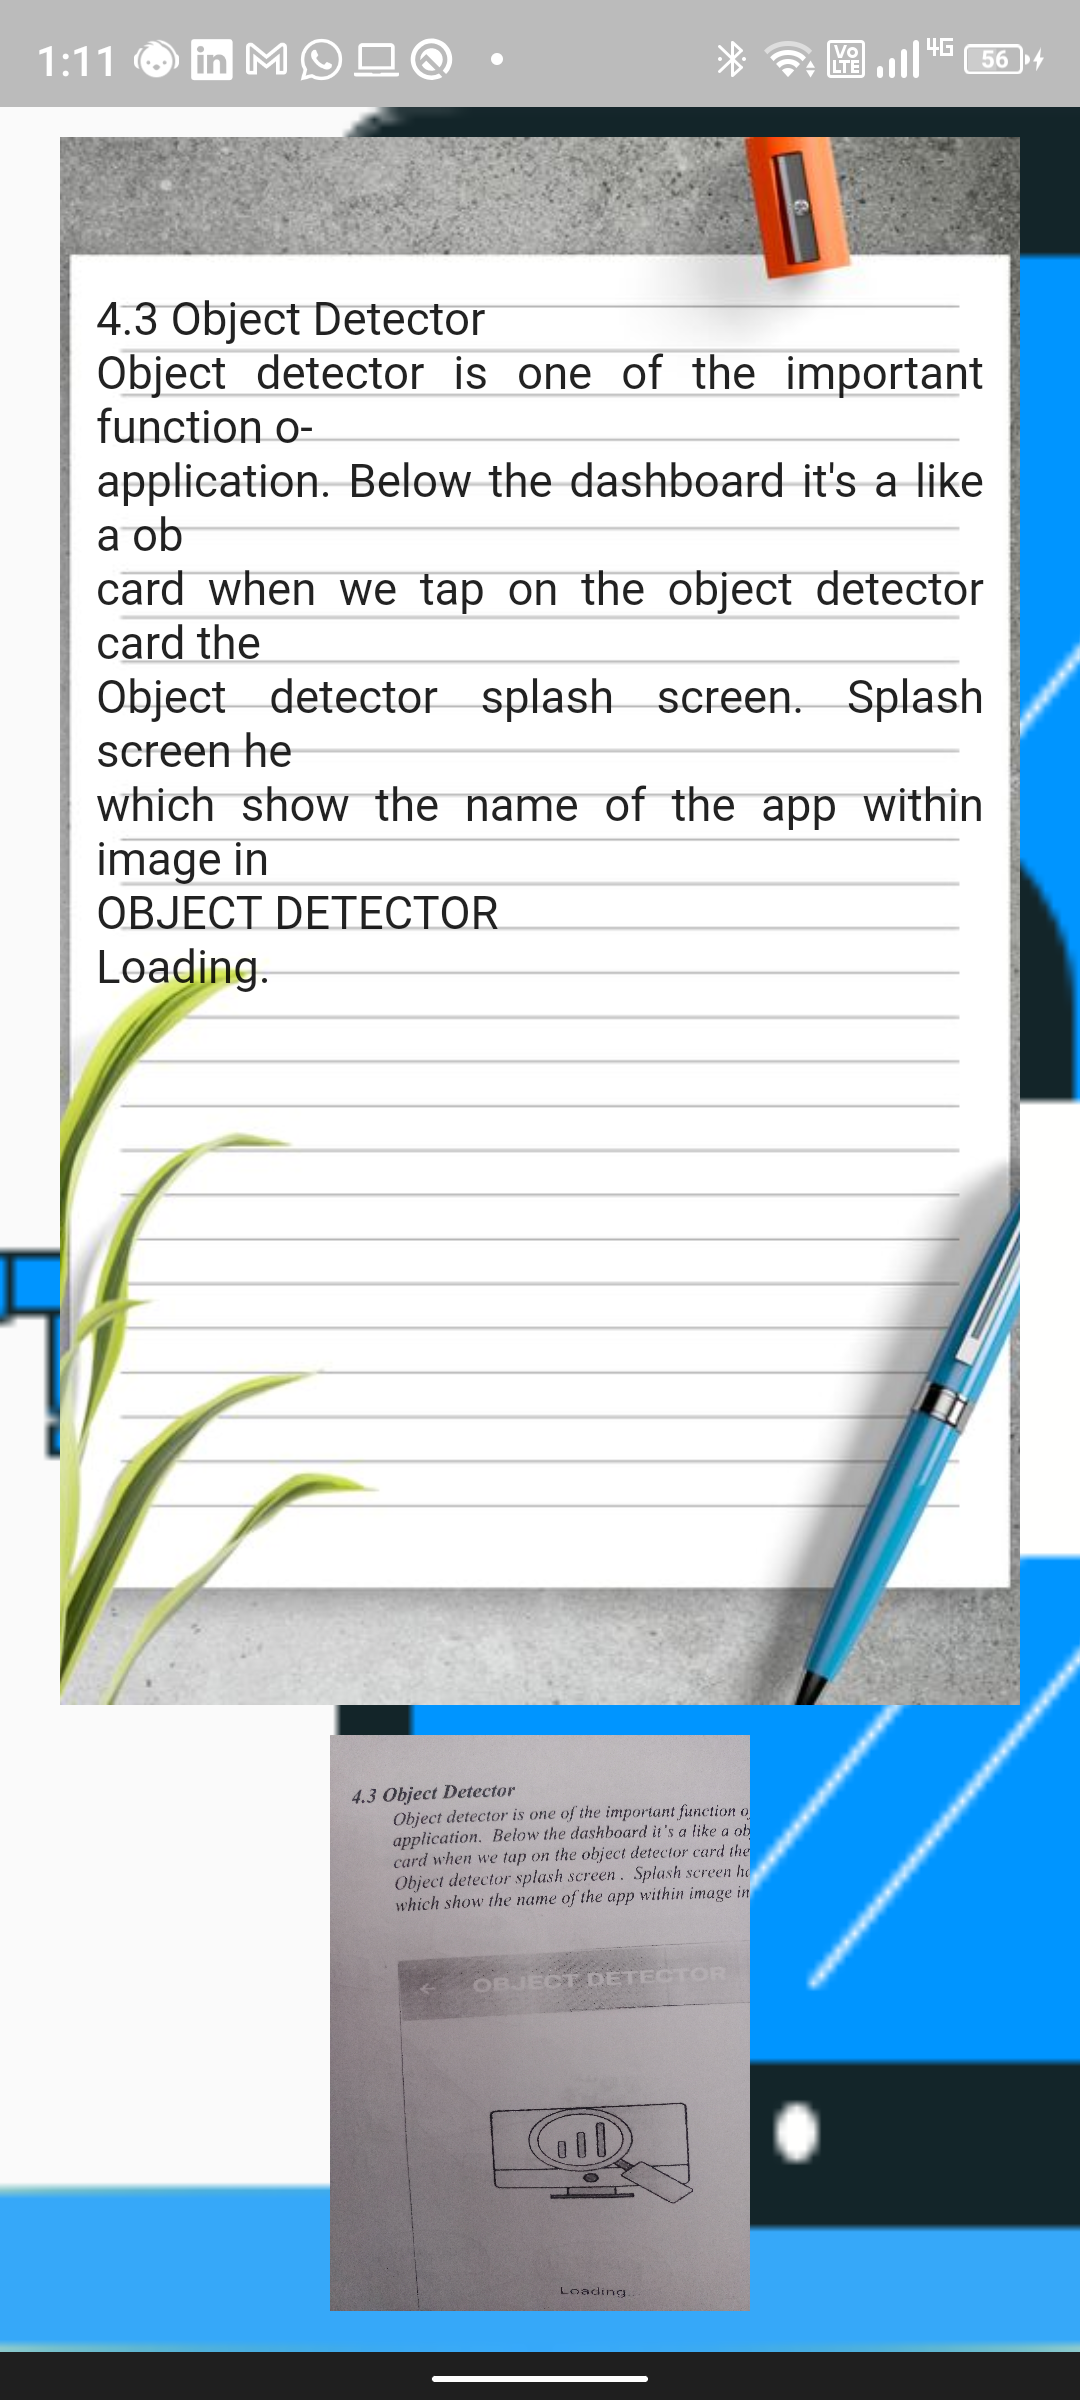 1:11
Vo LTE
4G
56
4.3 Object Detector
Object detector is one of the important
function o-
application. Below the dashboard it's a like
a ob
card when we tap on the object detector
card the
Object detector splash screen. Splash
screen he
which show the name of the app within
image in
OBJECT DETECTOR
Loading.
4.3 Object Detector
Object detector is one of the important function o
application. Below the dashboard it's a like a ob
card when we tap on the object detector card the
Object detector splash screen . Splash screen ha
which show the name of the app within image in
OBJECT DETECTOR
Loading..